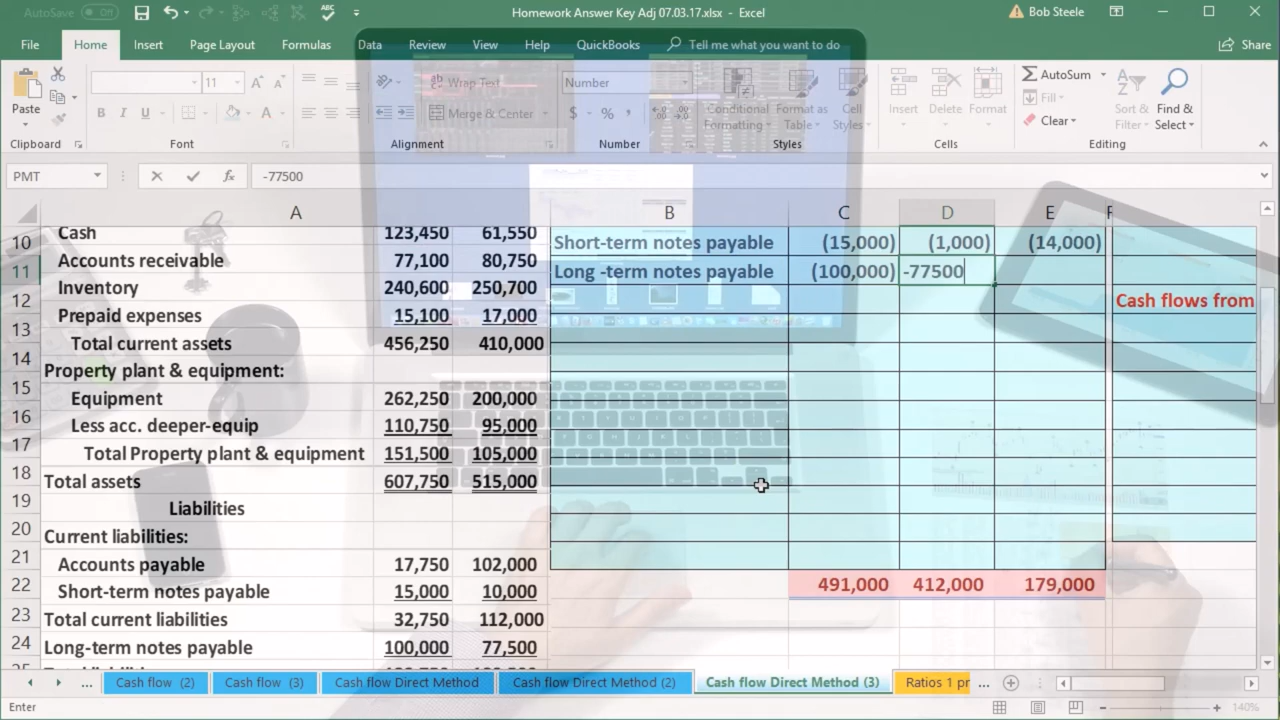 AutoSave Off Homework Answer Key Adj 07.03.17.xlsx - Excel Bob Steele
File Home Insert Page Layout Formulas Data Review View Help QuickBooks Tell me what you want to do Share
Paste 11 Wrap Text Number AutoSum
Merge & Center $ % Conditional Formatting Format as Table Cell Styles Insert Delete Format Fill Clear Sort & Filter Find & Select
Clipboard Font Alignment Number Styles Cells Editing
PMT -77500
A B C D E F
10 Cash 123,450 61,550 Short-term notes payable (15,000) (1,000) (14,000)
11 Accounts receivable 77,100 80,750 Long -term notes payable (100,000) -77500
12 Inventory 240,600 250,700 Cash flows from
13 Prepaid expenses 15,100 17,000
14 Total current assets 456,250 410,000
Property plant & equipment:
15 Equipment 262,250 200,000
16 Less acc. deeper-equip 110,750 95,000
17 Total Property plant & equipment 151,500 105,000
18 Total assets 607,750 515,000
19 Liabilities
20 Current liabilities:
21 Accounts payable 17,750 102,000
22 Short-term notes payable 15,000 10,000 491,000 412,000 179,000
23 Total current liabilities 32,750 112,000
24 Long-term notes payable 100,000 77,500
... Cash flow (2) Cash flow (3) Cash flow Direct Method Cash flow Direct Method (2) Cash flow Direct Method (3) Ratios 1 pr ...
Enter 140%